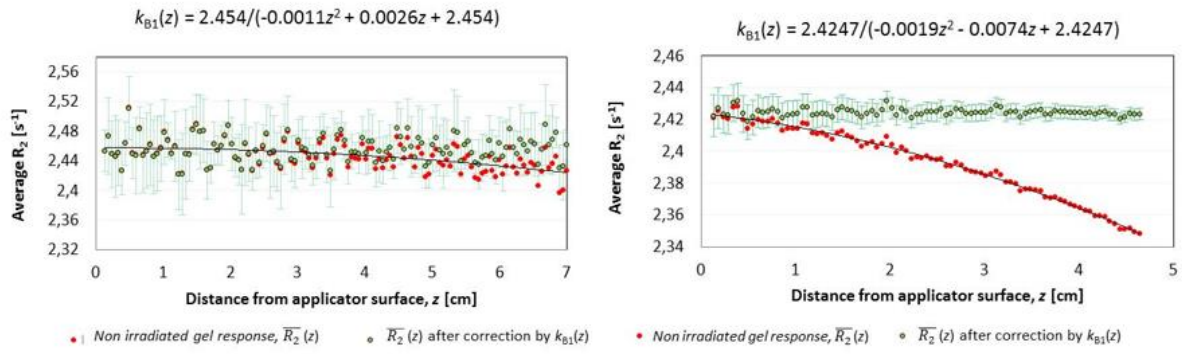 k_B1(z) = 2.454/(-0.0011z² + 0.0026z + 2.454)
2,56
2,52
2,48
2,44
2,4
2,36
2,32
Average R₂ [s⁻¹]
0 1 2 3 4 5 6 7
Distance from applicator surface, z [cm]
Non irradiated gel response, R̅₂(z) R̅₂(z) after correction by k_B1(z)
k_B1(z) = 2.4247/(-0.0019z² - 0.0074z + 2.4247)
2,46
2,44
2,42
2,4
2,38
2,36
2,34
Average R₂ [s⁻¹]
0 1 2 3 4 5
Distance from applicator surface, z [cm]
Non irradiated gel response, R̅₂(z) R̅₂(z) after correction by k_B1(z)